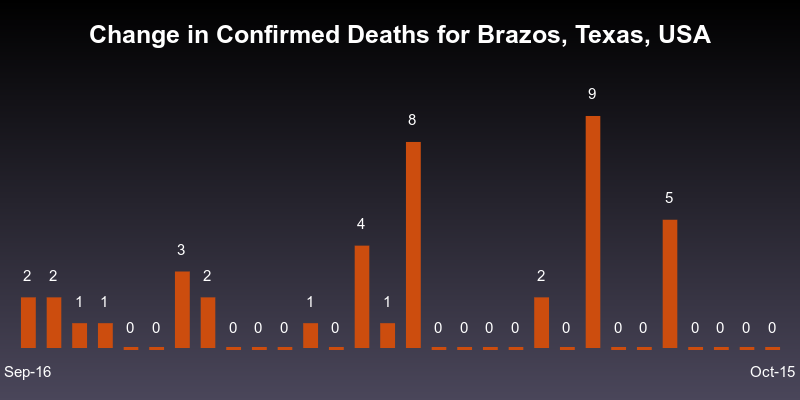 Change in Confirmed Deaths for Brazos, Texas, USA
2 2 1 1 0 0 3 2 0 0 0 1 0 4 1 8 0 0 0 0 2 0 9 0 0 5 0 0 0 0
Sep-16 Oct-15